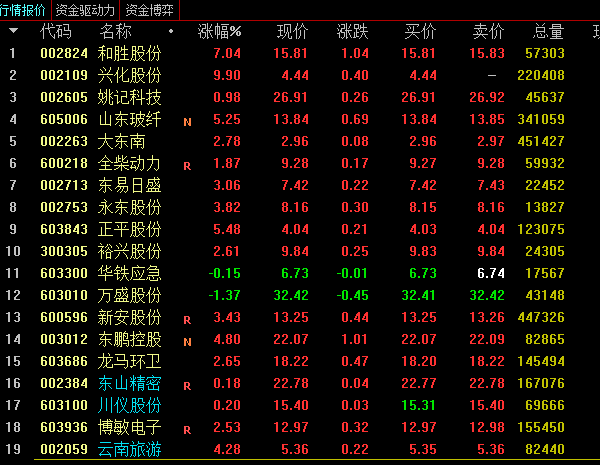 行情报价 资金驱动力 资金博弈
代码 名称 涨幅% 现价 涨跌 买价 卖价 总量
1 002824 和胜股份 7.04 15.81 1.04 15.81 15.83 57303
2 002109 兴化股份 9.90 4.44 0.40 4.44 — 220408
3 002605 姚记科技 0.98 26.91 0.26 26.91 26.92 45637
4 605006 山东玻纤 N 5.25 13.84 0.69 13.84 13.85 341059
5 002263 大东南 2.78 2.96 0.08 2.96 2.97 451427
6 600218 全柴动力 R 1.87 9.28 0.17 9.27 9.28 59932
7 002713 东易日盛 3.06 7.42 0.22 7.42 7.43 22452
8 002753 永东股份 3.82 8.16 0.30 8.15 8.16 13827
9 603843 正平股份 5.48 4.04 0.21 4.03 4.04 123075
10 300305 裕兴股份 2.61 9.84 0.25 9.83 9.84 24305
11 603300 华铁应急 -0.15 6.73 -0.01 6.73 6.74 17567
12 603010 万盛股份 -1.37 32.42 -0.45 32.41 32.42 43148
13 600596 新安股份 R 3.43 13.25 0.44 13.25 13.26 447326
14 003012 东鹏控股 N 4.80 22.07 1.01 22.07 22.09 82865
15 603686 龙马环卫 2.65 18.22 0.47 18.20 18.22 145494
16 002384 东山精密 R 0.18 22.78 0.04 22.77 22.78 167076
17 603100 川仪股份 0.20 15.40 0.03 15.31 15.40 69666
18 603936 博敏电子 R 2.53 12.97 0.32 12.97 12.98 155450
19 002059 云南旅游 4.28 5.36 0.22 5.35 5.36 82440